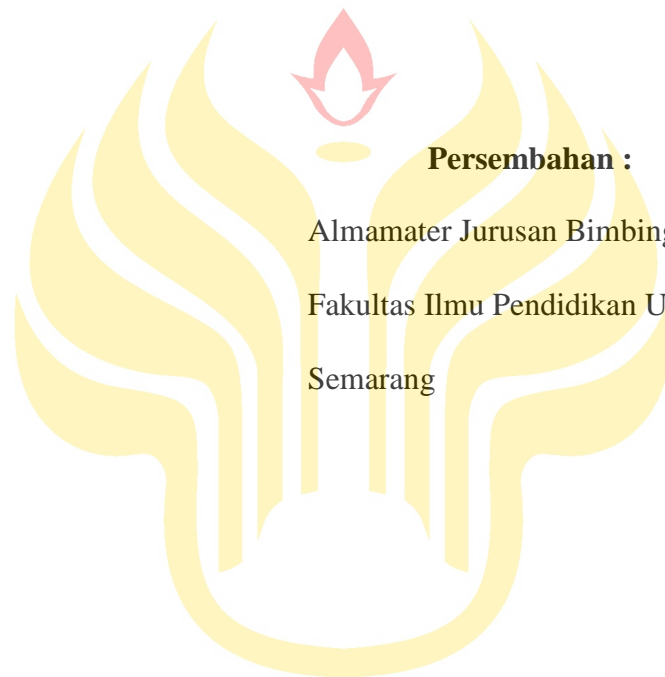 Persembahan :
Almamater Jurusan Bimbing
Fakultas Ilmu Pendidikan U
Semarang